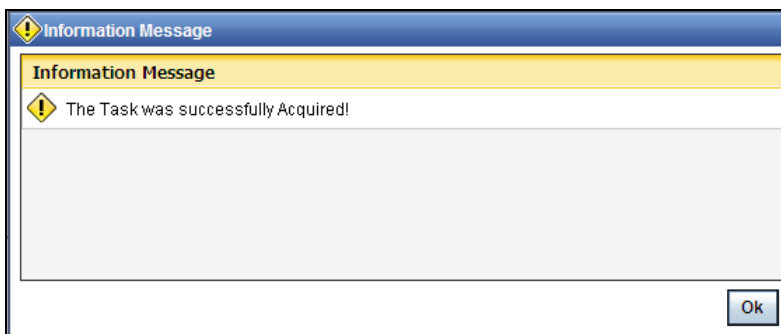 Information Message
Information Message
The Task was successfully Acquired!
Ok